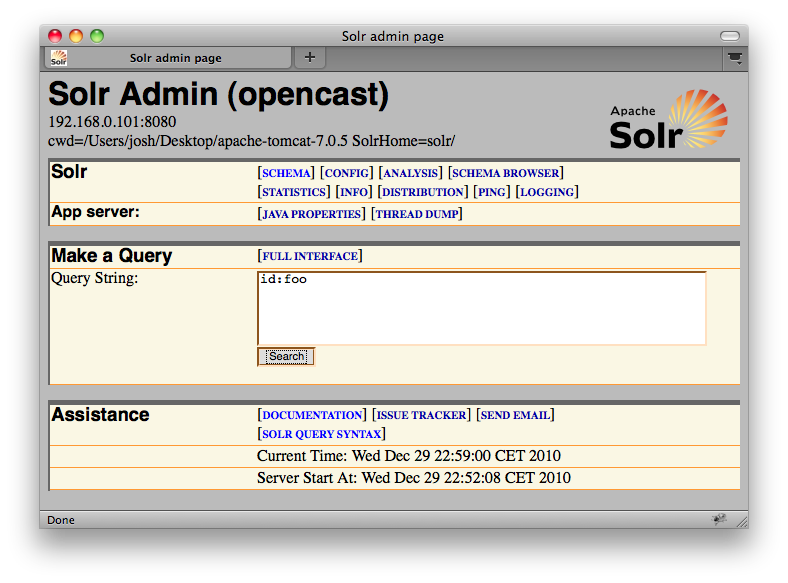 Solr admin page
Solr
Solr admin page
+
Solr Admin (opencast)
192.168.0.101:8080
cwd=/Users/josh/Desktop/apache-tomcat-7.0.5 SolrHome=solr/
Apache
Solr
Solr
[SCHEMA] [CONFIG] [ANALYSIS] [SCHEMA BROWSER]
[STATISTICS] [INFO] [DISTRIBUTION] [PING] [LOGGING]
App server:
[JAVA PROPERTIES] [THREAD DUMP]
Make a Query
[FULL INTERFACE]
Query String:
id:foo
Search
Assistance
[DOCUMENTATION] [ISSUE TRACKER] [SEND EMAIL]
[SOLR QUERY SYNTAX]
Current Time: Wed Dec 29 22:59:00 CET 2010
Server Start At: Wed Dec 29 22:52:08 CET 2010
Done